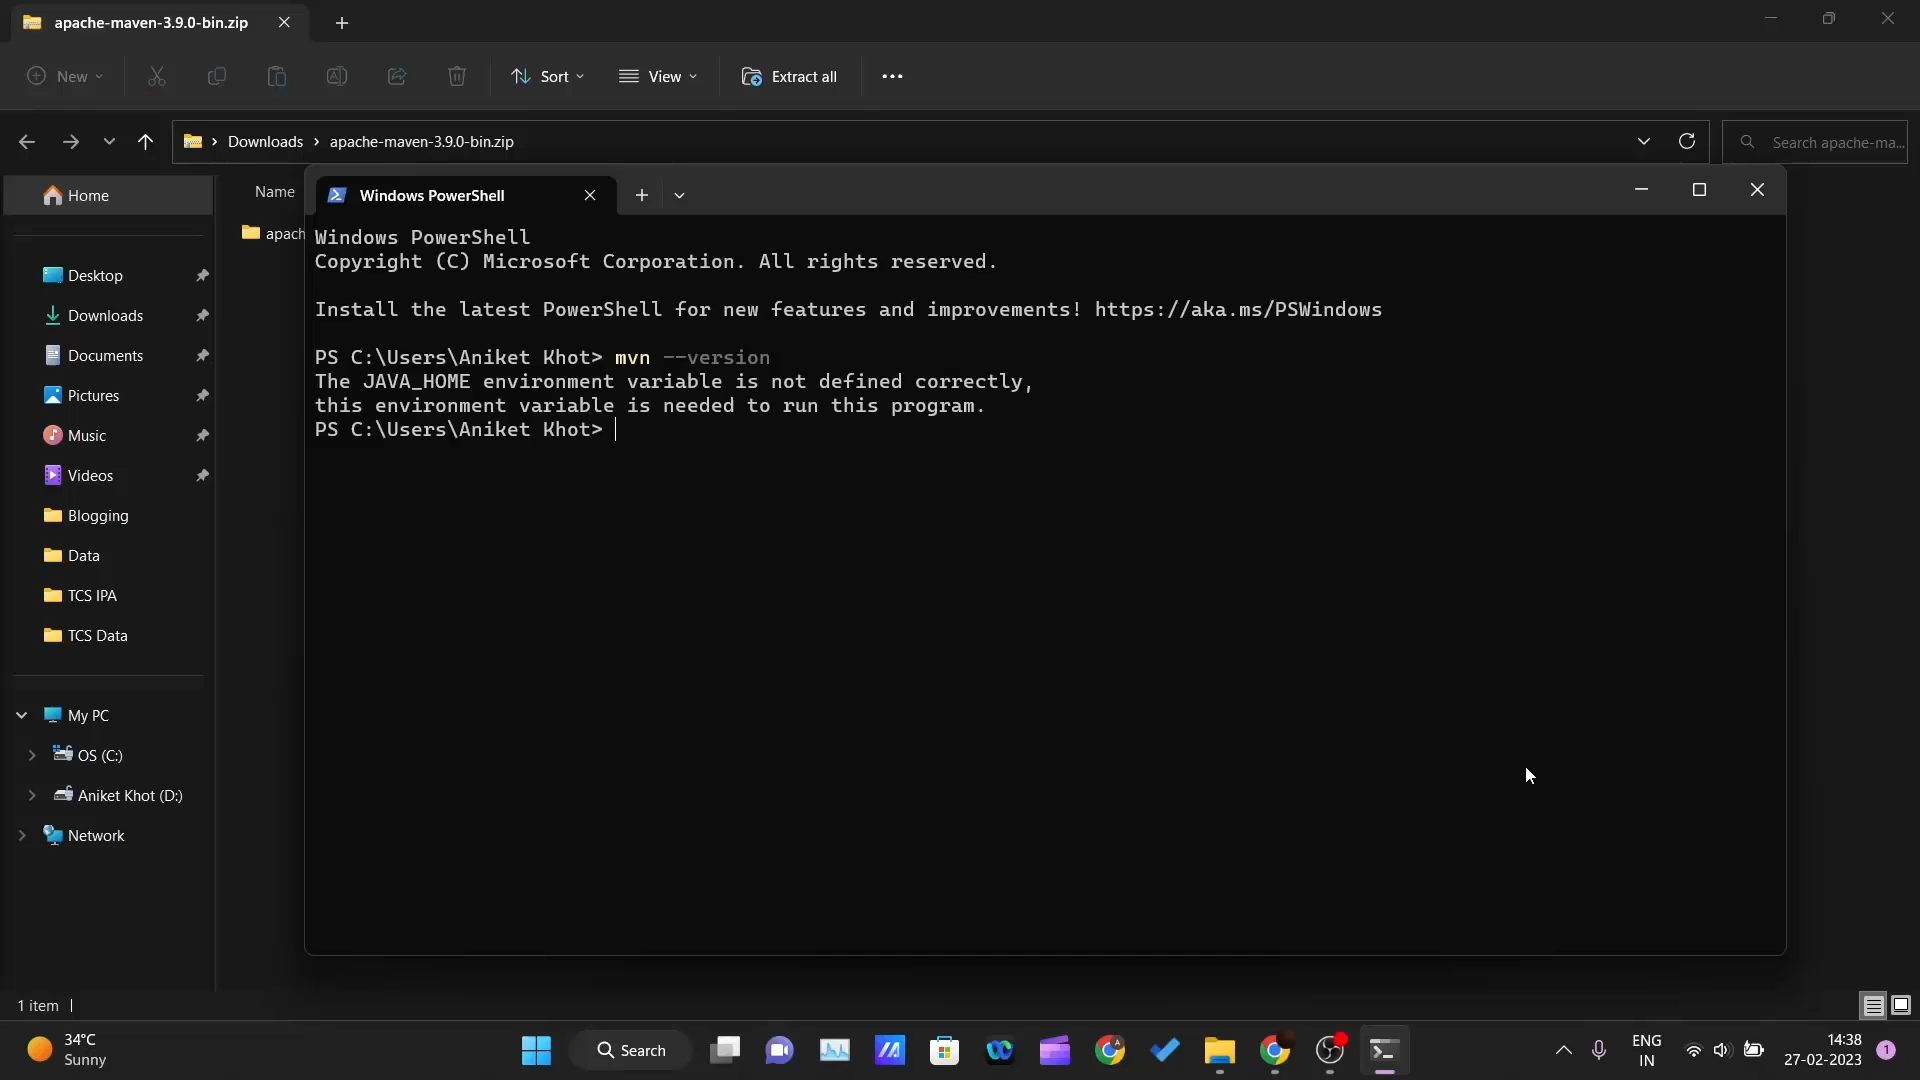 apache-maven-3.9.0-bin.zip
New
Sort
View
Extract all
Downloads
apache-maven-3.9.0-bin.zip
Search apache-ma...
Home
Name
apach
Desktop
Downloads
Documents
Pictures
Music
Videos
Blogging
Data
TCS IPA
TCS Data
My PC
OS (C:)
Aniket Khot (D:)
Network
1 item
Windows PowerShell
Windows PowerShell
Copyright (C) Microsoft Corporation. All rights reserved.
Install the latest PowerShell for new features and improvements! https://aka.ms/PSWindows
PS C:\Users\Aniket Khot> mvn --version
The JAVA_HOME environment variable is not defined correctly,
this environment variable is needed to run this program.
PS C:\Users\Aniket Khot>
34°C
Sunny
Search
A
ENG
IN
14:38
27-02-2023
1